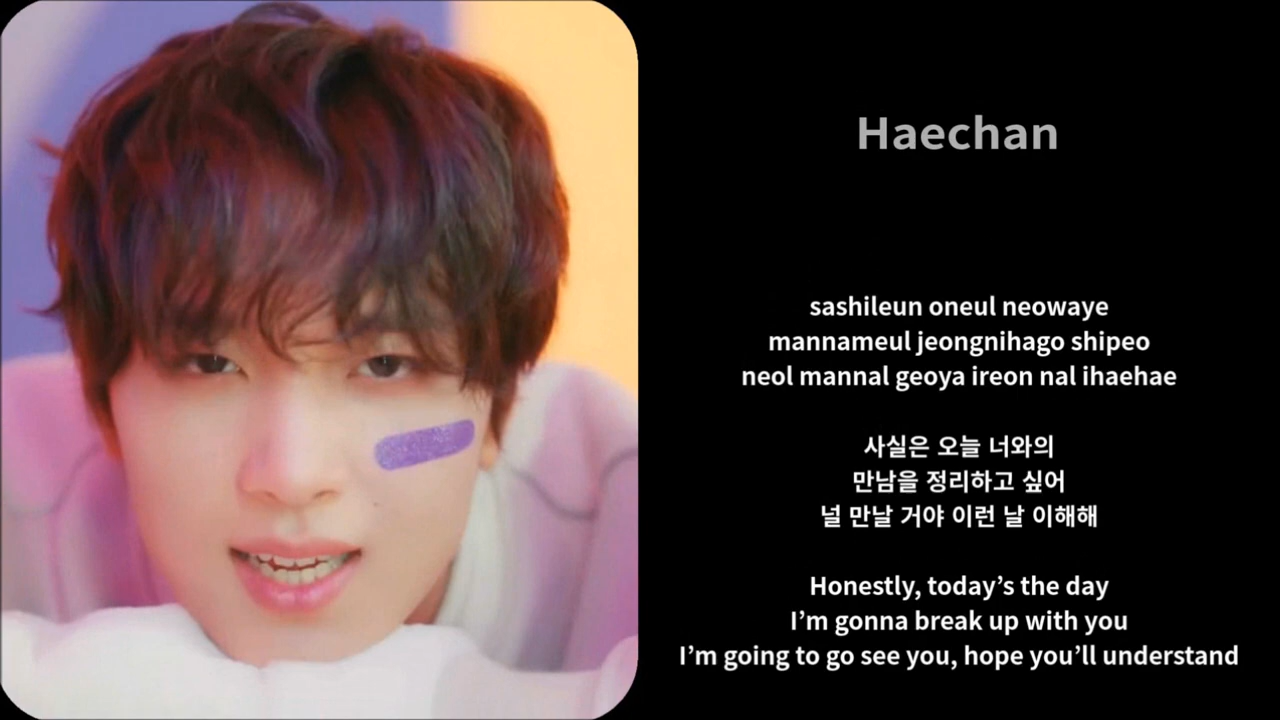 Haechan
sashileun oneul neowaye
mannameul jeongnihago shipeo
neol mannal geoya ireon nal ihaehae
사실은 오늘 너와의
만남을 정리하고 싶어
널 만날 거야 이런 날 이해해
Honestly, today’s the day
I’m gonna break up with you
I’m going to go see you, hope you’ll understand